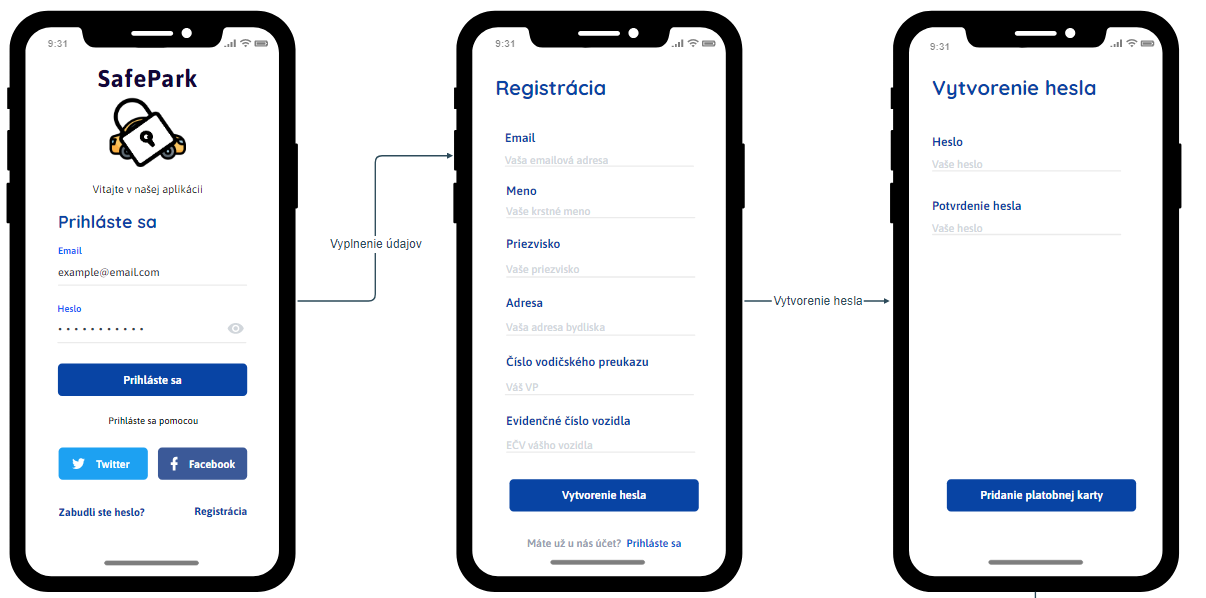 9:31
SafePark
Vitajte v našej aplikácii
Prihláste sa
Email
example@email.com
Heslo
• • • • • • • • • • •
Prihláste sa
Prihláste sa pomocou
Twitter
Facebook
Zabudli ste heslo?
Registrácia
Vyplnenie údajov
9:31
Registrácia
Email
Vaša emailová adresa
Meno
Vaše krstné meno
Priezvisko
Vaše priezvisko
Adresa
Vaša adresa bydliska
Číslo vodičského preukazu
Váš VP
Evidenčné číslo vozidla
EČV vášho vozidla
Vytvorenie hesla
Máte už u nás účet? Prihláste sa
Vytvorenie hesla
9:31
Vytvorenie hesla
Heslo
Vaše heslo
Potvrdenie hesla
Vaše heslo
Pridanie platobnej karty